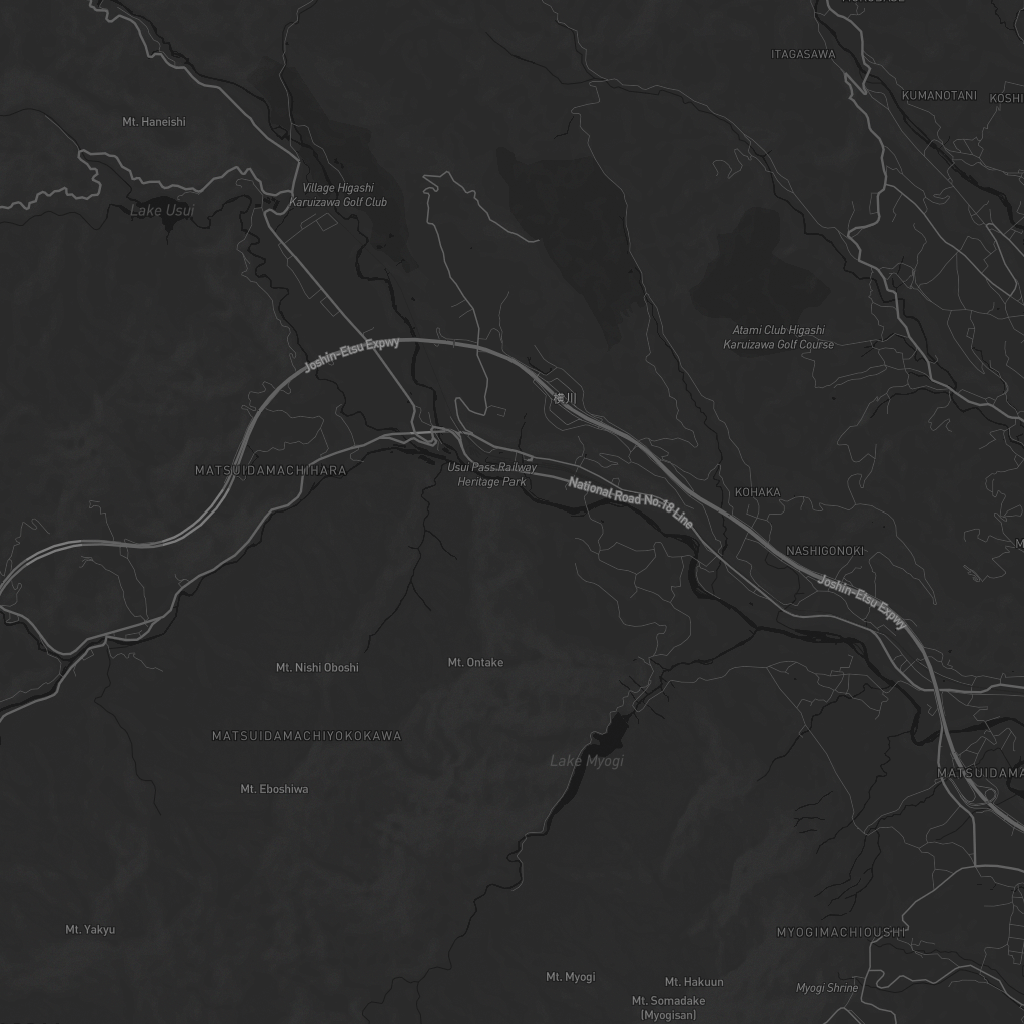 ITAGASAWA
KUMANOTANI
KOSHI
Mt. Haneishi
Village Higashi
Karuizawa Golf Club
Lake Usui
Atami Club Higashi
Karuizawa Golf Course
Joshin-Etsu Expwy
横川
MATSUIDAMACHIHARA
Usui Pass Railway
Heritage Park
National Road No.18 Line
KOHAKA
NASHIGONOKI
M
Joshin-Etsu Expwy
Mt. Nishi Oboshi
Mt. Ontake
MATSUIDAMACHIYOKOKAWA
Lake Myogi
MATSUIDAMA
Mt. Eboshiwa
Mt. Yakyu
MYOGIMACHIOUSHI
Mt. Myogi
Mt. Hakuun
Myogi Shrine
Mt. Somadake
(Myogisan)